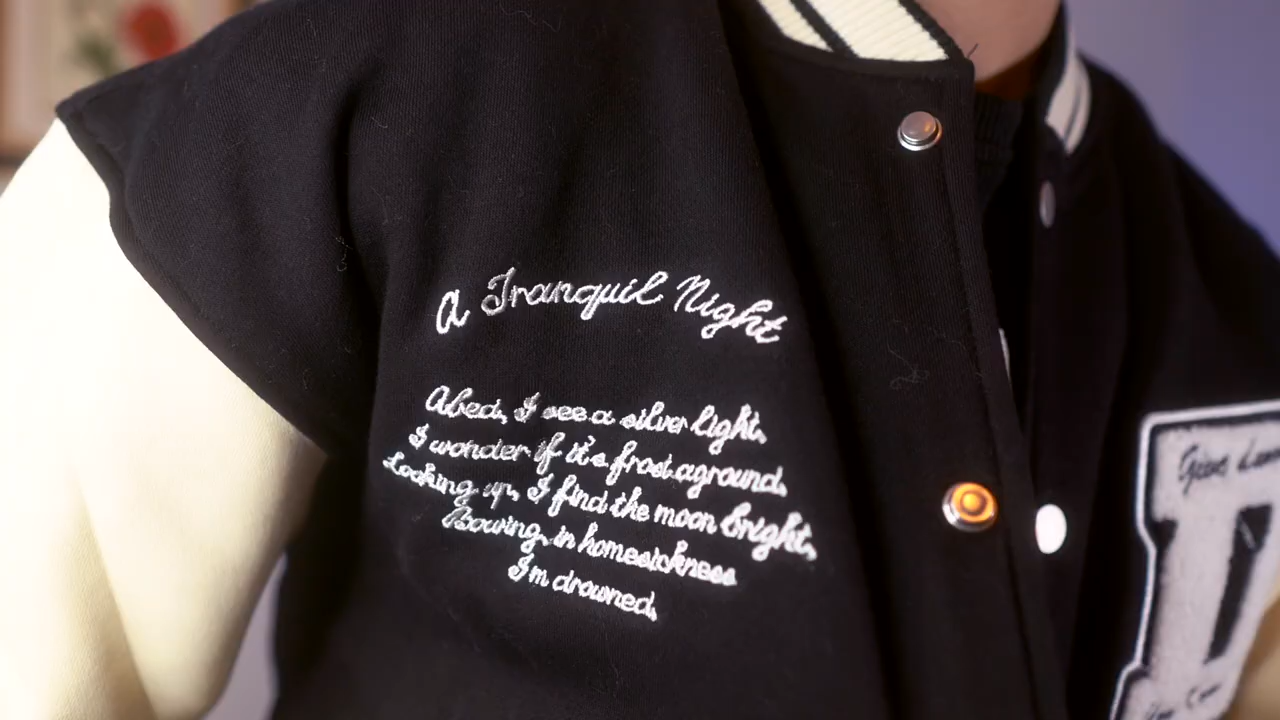 A Tranquil Night
Abed, I see a silver light,
I wonder if it's frost aground.
Looking up, I find the moon bright,
Bowing, in homesickness
I'm drowned.
Give